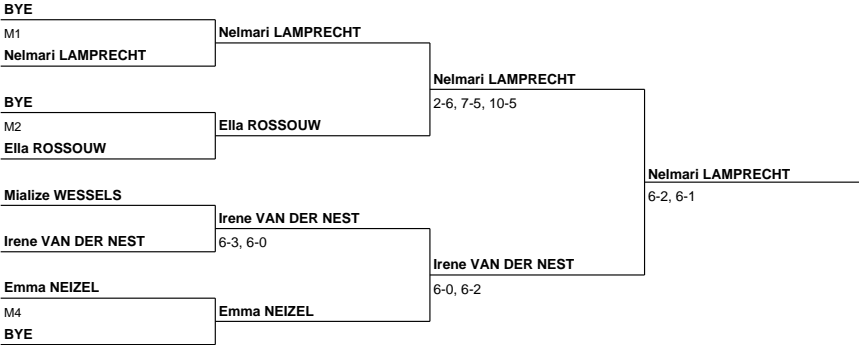 BYE
M1
Nelmari LAMPRECHT
Nelmari LAMPRECHT
BYE
M2
Ella ROSSOUW
Ella ROSSOUW
Nelmari LAMPRECHT
2-6, 7-5, 10-5
Mialize WESSELS
Irene VAN DER NEST
Irene VAN DER NEST
6-3, 6-0
Emma NEIZEL
M4
BYE
Emma NEIZEL
Irene VAN DER NEST
6-0, 6-2
Nelmari LAMPRECHT
6-2, 6-1